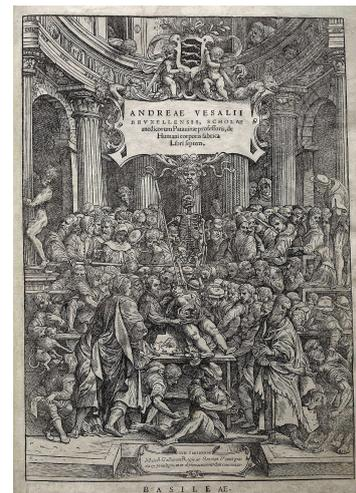 ANDREAE VESALII
BRVXELLENSIS, SCHOLAE
medicorum Patauinae professoris, de
Humani corporis fabrica
Libri septem.
BASILEAE.